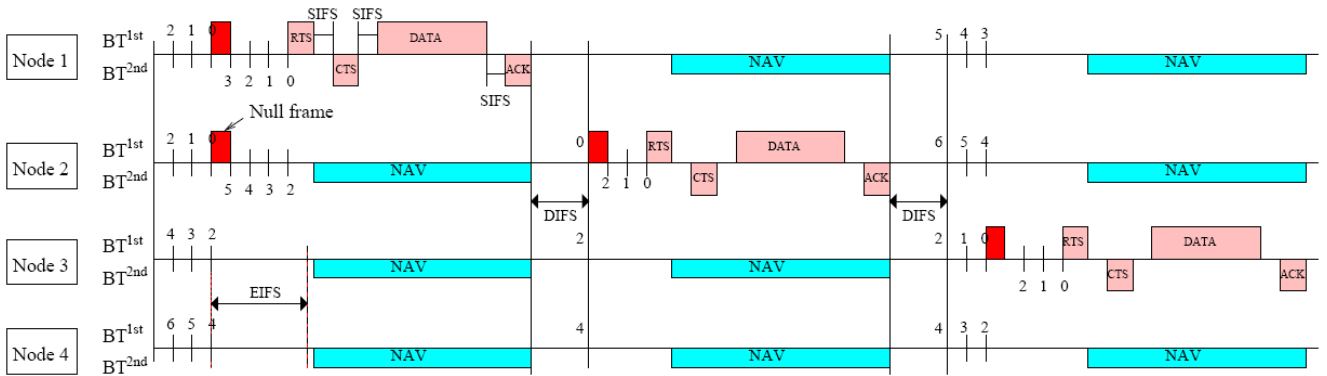 SIFS SIFS
Node 1
BT1st 2 1 0 RTS DATA 5 4 3
BT2nd 3 2 1 0 CTS ACK NAV NAV
SIFS
Null frame
Node 2
BT1st 2 1 0 0 RTS DATA 6 5 4
BT2nd 5 4 3 2 NAV 2 1 0 CTS ACK NAV
DIFS DIFS
Node 3
BT1st 4 3 2 2 2 1 0 RTS DATA
BT2nd NAV NAV 2 1 0 CTS ACK
EIFS
Node 4
BT1st 6 5 4 4 4 3 2
BT2nd NAV NAV NAV